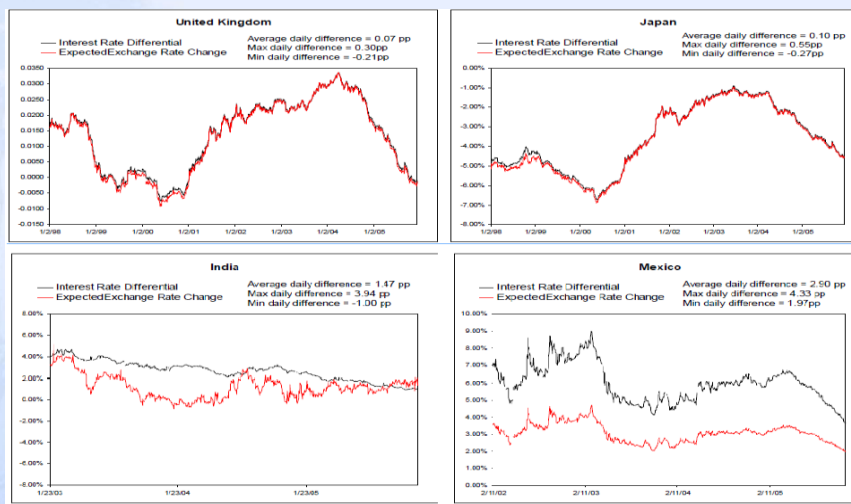 United Kingdom
Interest Rate Differential
ExpectedExchange Rate Change
Average daily difference = 0.07 pp
Max daily difference = 0.30pp
Min daily difference = -0.21pp
0.0350
0.0300
0.0250
0.0200
0.0150
0.0100
0.0050
0.0000
-0.0050
-0.0100
-0.0150
1/2/98
1/2/99
1/2/00
1/2/01
1/2/02
1/2/03
1/2/04
1/2/05
Japan
Interest Rate Differential
ExpectedExchange Rate Change
Average daily difference = 0.10 pp
Max daily difference = 0.55pp
Min daily difference = -0.27pp
0.00%
-1.00%
-2.00%
-3.00%
-4.00%
-5.00%
-6.00%
-7.00%
-8.00%
1/2/98
1/2/99
1/2/00
1/2/01
1/2/02
1/2/03
1/2/04
1/2/05
India
Interest Rate Differential
ExpectedExchange Rate Change
Average daily difference = 1.47 pp
Max daily difference = 3.94 pp
Min daily difference = -1.00 pp
8.00%
6.00%
4.00%
2.00%
0.00%
-2.00%
-4.00%
-6.00%
-8.00%
1/23/03
1/23/04
1/23/05
Mexico
Interest Rate Differential
ExpectedExchange Rate Change
Average daily difference = 2.90 pp
Max daily difference = 4.33 pp
Min daily difference = 1.97pp
10.00%
9.00%
8.00%
7.00%
6.00%
5.00%
4.00%
3.00%
2.00%
1.00%
0.00%
2/11/02
2/11/03
2/11/04
2/11/05